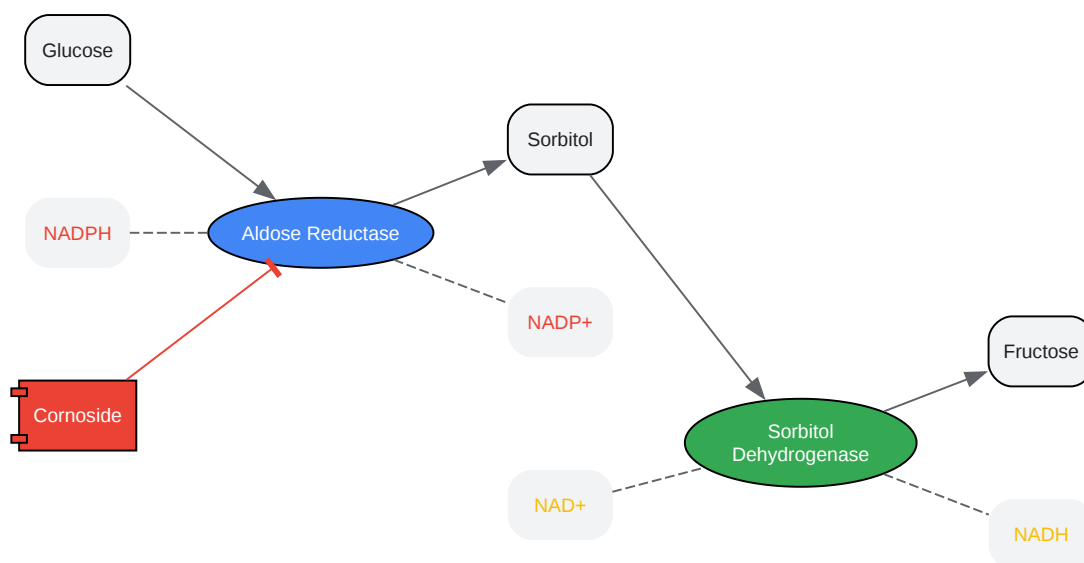 Glucose
Sorbitol
NADPH
Aldose Reductase
NADP+
Fructose
Cornoside
Sorbitol
Dehydrogenase
NAD+
NADH